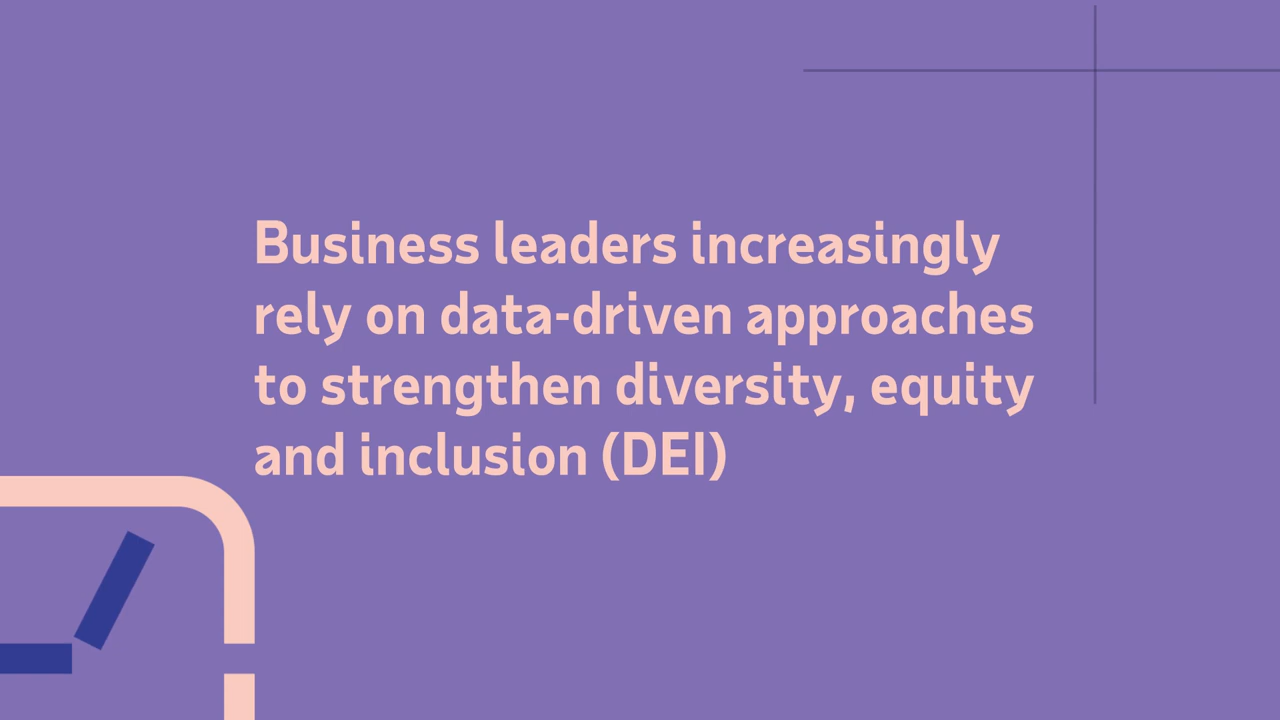 Business leaders increasingly
rely on data-driven approaches
to strengthen diversity, equity
and inclusion (DEI)